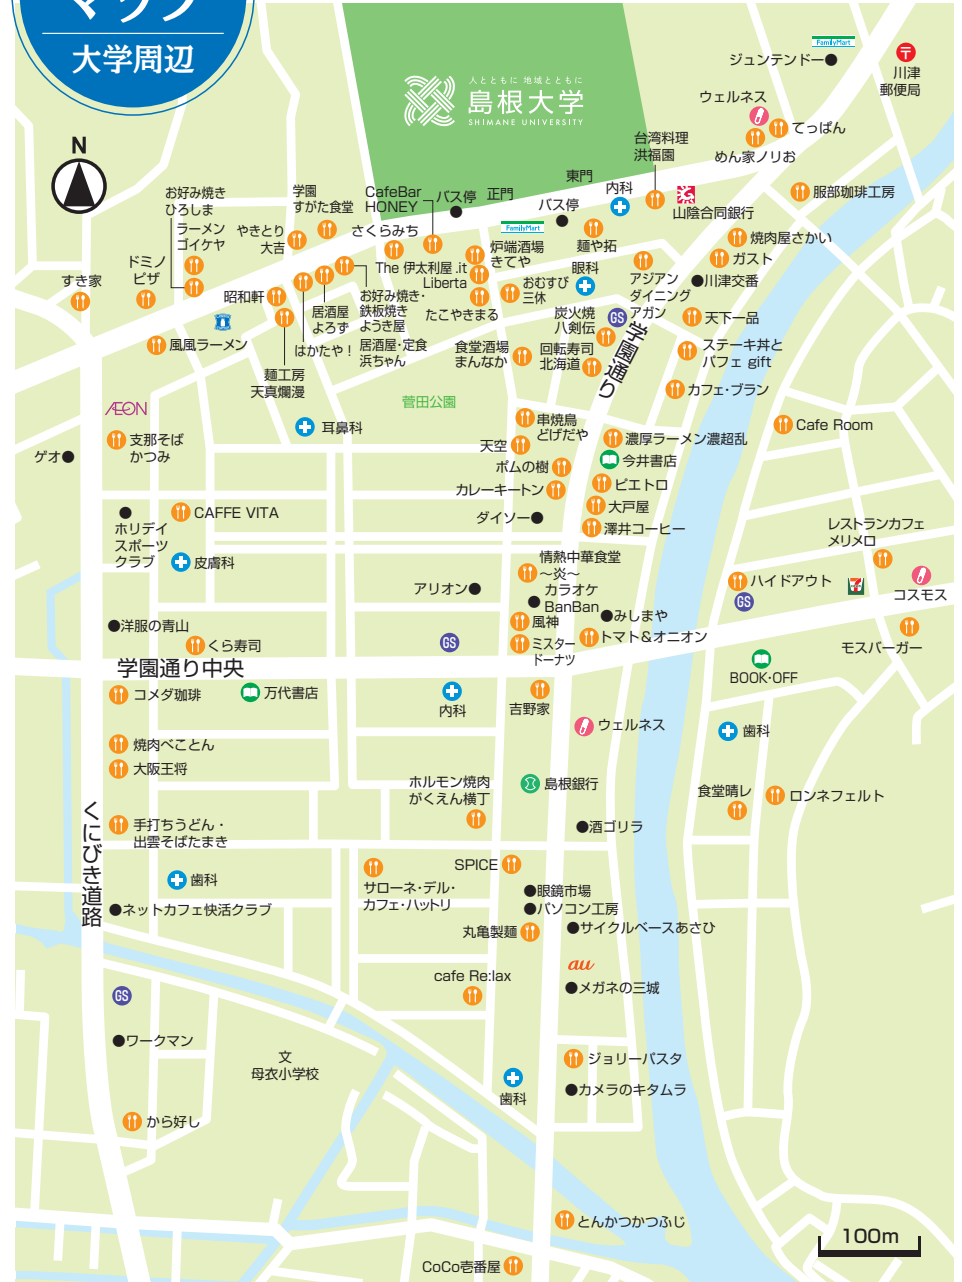 マップ
大学周辺
N
人とともに 地域とともに
島根大学
SHIMANE UNIVERSITY
FamilyMart
ジュンテンドー
川津
郵便局
ウェルネス
てっぱん
めん家ノリお
台湾料理
洪福園
東門
内科
山陰合同銀行
服部珈琲工房
お好み焼き
ひろしま
ラーメン
ゴイケヤ
学園
すがた食堂
CafeBar
HONEY
バス停
正門
バス停
FamilyMart
やきとり
大吉
さくらみち
炉端酒場
きてや
麺や拓
焼肉屋さかい
ガスト
ドミノ
ピザ
すき家
The 伊太利屋 .it
Liberta
眼科
アジアン
ダイニング
アガン
川津交番
昭和軒
居酒屋
よろず
お好み焼き・
鉄板焼き
ようき屋
たこやきまる
おむすび
三休
炭火焼
八剣伝
GS
天下一品
風風ラーメン
はかたや！
居酒屋・定食
浜ちゃん
食堂酒場
まんなか
回転寿司
北海道
学園通り
ステーキ丼と
パフェ gift
麺工房
天真爛漫
カフェ・ブラン
ÆON
菅田公園
耳鼻科
串焼鳥
どげだや
Cafe Room
支那そば
かつみ
天空
濃厚ラーメン濃超乱
ゲオ
ポムの樹
今井書店
カレーキートン
ピエトロ
大戸屋
CAFFE VITA
ダイソー
澤井コーヒー
ホリデイ
スポーツ
クラブ
皮膚科
レストランカフェ
メリメロ
情熱中華食堂
～炎～
アリオン
カラオケ
BanBan
ハイドアウト
GS
7
コスモス
みしまや
風神
洋服の青山
くら寿司
GS
ミスター
ドーナツ
トマト＆オニオン
モスバーガー
学園通り中央
BOOK・OFF
コメダ珈琲
万代書店
内科
吉野家
ウェルネス
歯科
焼肉べことん
大阪王将
ホルモン焼肉
がくえん横丁
島根銀行
食堂晴レ
ロンネフェルト
くにびき道路
手打ちうどん・
出雲そばたまき
酒ゴリラ
歯科
SPICE
サローネ・デル・
カフェ・ハットリ
眼鏡市場
パソコン工房
ネットカフェ快活クラブ
丸亀製麺
サイクルベースあさひ
au
cafe Re:lax
メガネの三城
GS
ワークマン
文
母衣小学校
ジョリーパスタ
歯科
カメラのキタムラ
から好し
とんかつかつふじ
100m
CoCo壱番屋